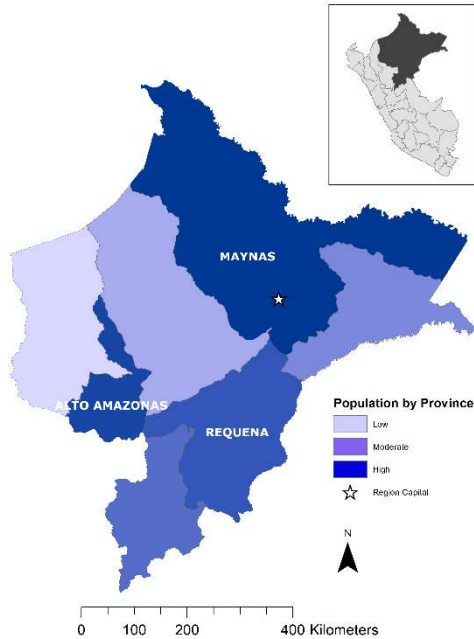 MAYNAS
ALTO AMAZONAS
REQUENA
Population by Province
Low
Moderate
High
Region Capital
N
0 100 200 400 Kilometers